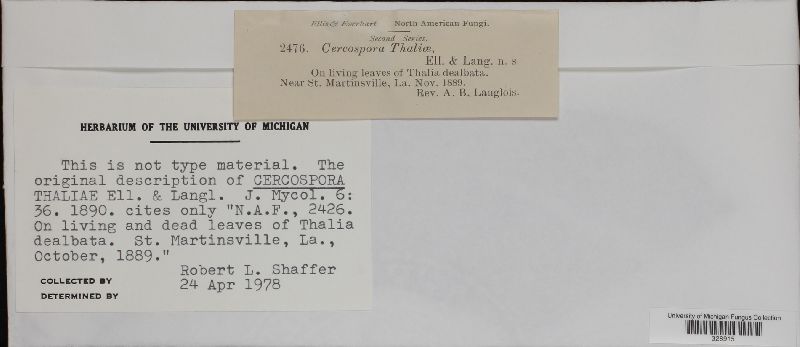 Ellis & Everhart North American Fungi.
Second Series.
2476. Cercospora Thaliæ,
Ell. & Lang. n. s
On living leaves of Thalia dealbata.
Near St. Martinsville, La. Nov. 1889.
Rev. A. B. Langlois.
HERBARIUM OF THE UNIVERSITY OF MICHIGAN
This is not type material. The
original description of CERCOSPORA
THALIAE Ell. & Langl. J. Mycol. 6:
36. 1890. cites only "N.A.F., 2426.
On living and dead leaves of Thalia
dealbata. St. Martinsville, La.,
October, 1889."
Robert L. Shaffer
COLLECTED BY 24 Apr 1978
DETERMINED BY
University of Michigan Fungus Collection
328915